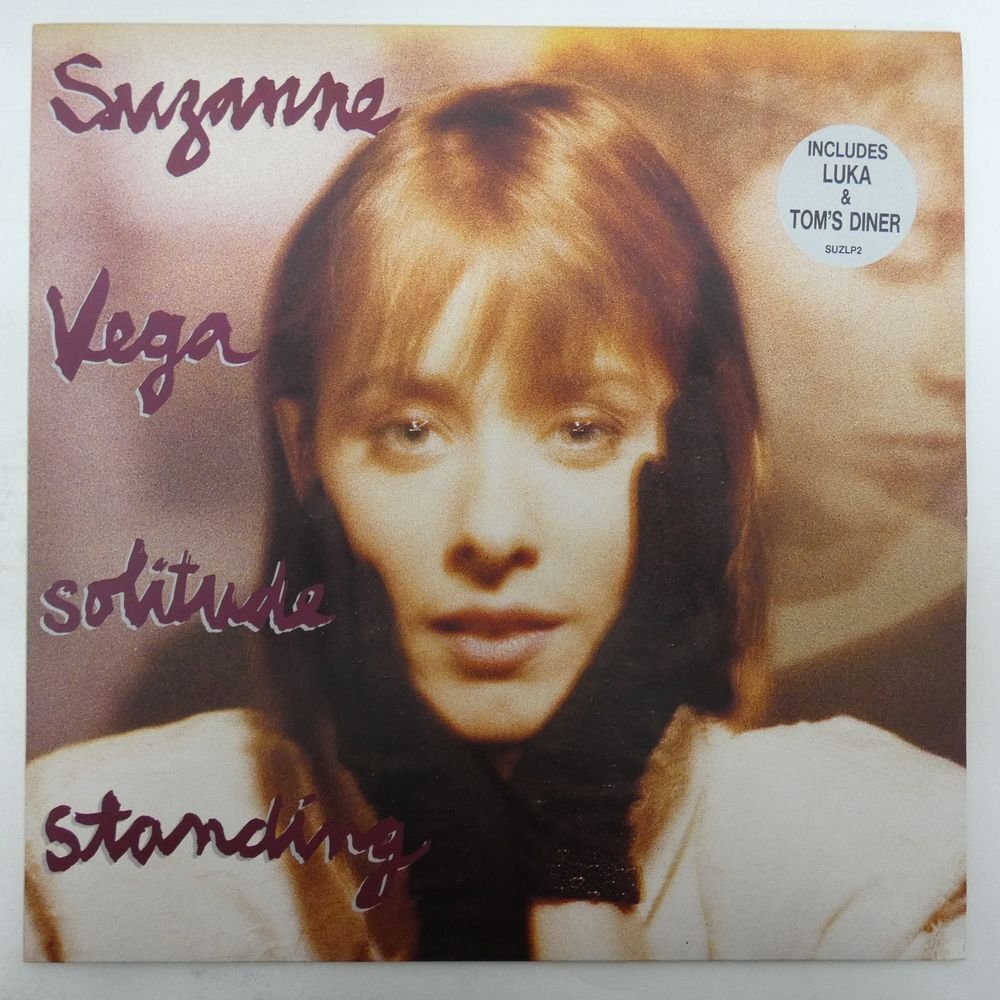 Suzanne
Vega
solitude
standing
INCLUDES
LUKA
&
TOM'S DINER
SUZLP2